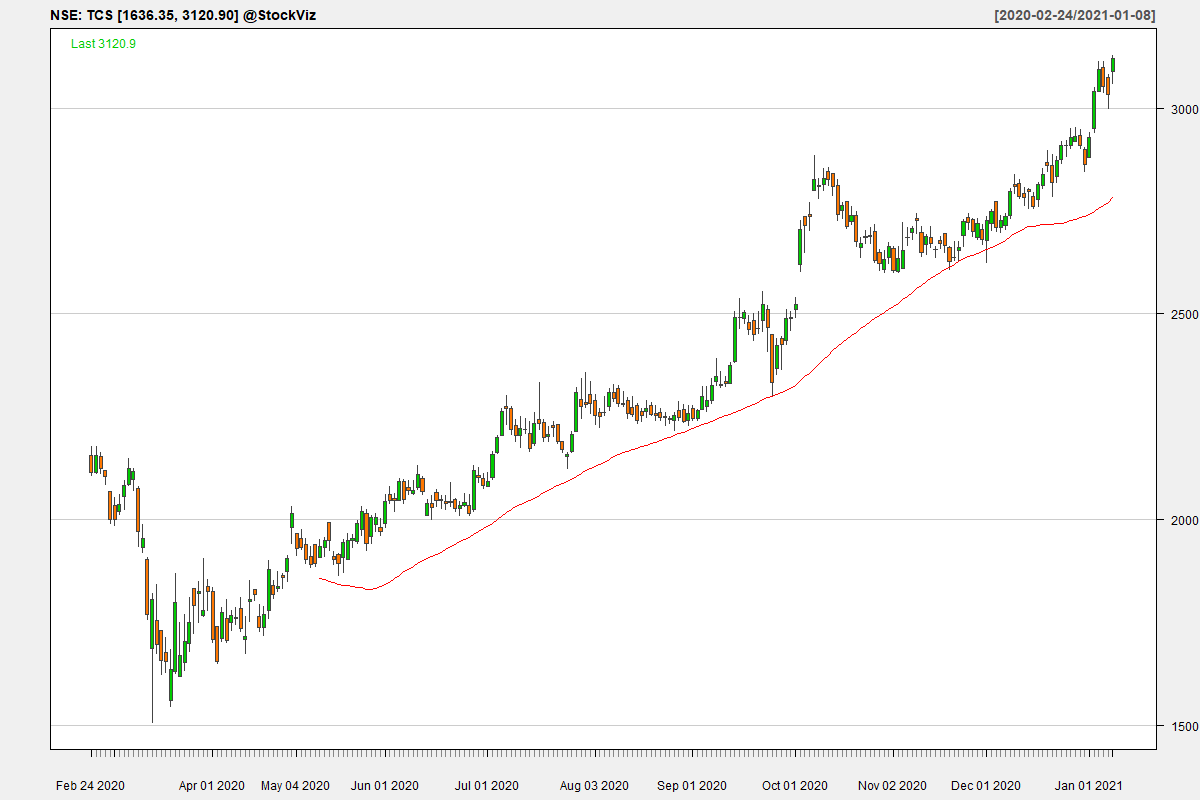 NSE: TCS [1636.35, 3120.90] @StockViz
[2020-02-24/2021-01-08]
Last 3120.9
3000
2500
2000
1500
Feb 24 2020 Apr 01 2020 May 04 2020 Jun 01 2020 Jul 01 2020 Aug 03 2020 Sep 01 2020 Oct 01 2020 Nov 02 2020 Dec 01 2020 Jan 01 2021